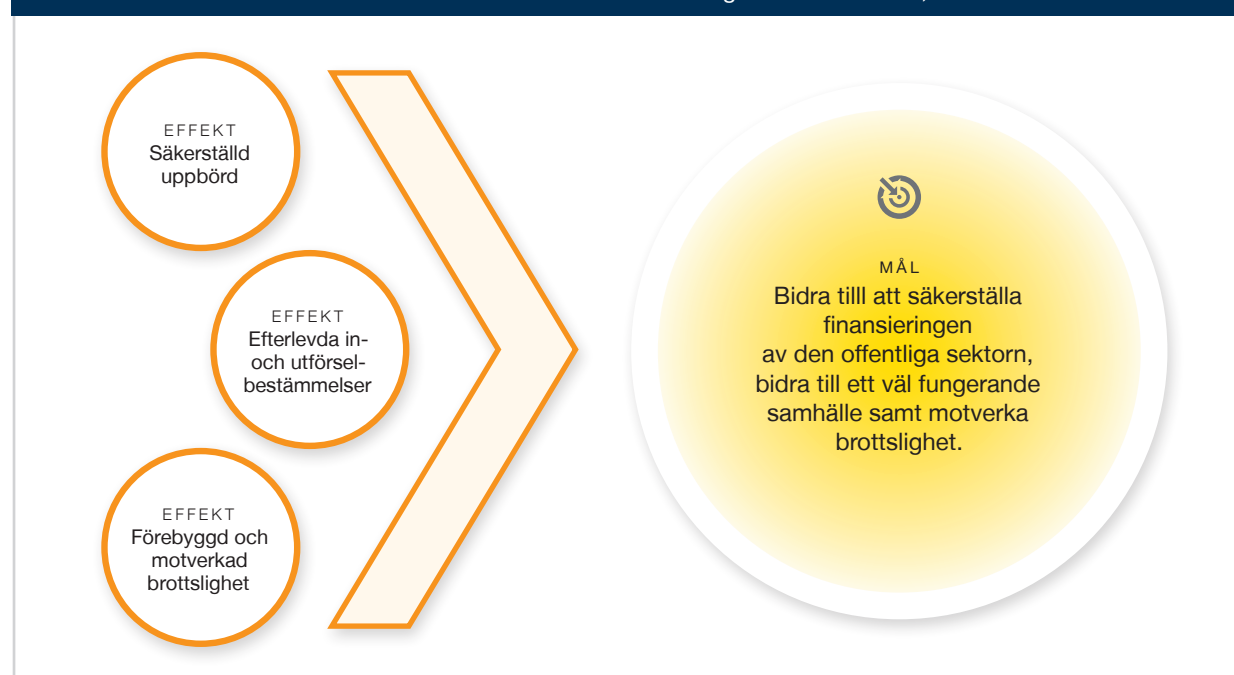 EFFEKT
Säkerställd
uppbörd
EFFEKT
Efterlevda in-
och utförsel-
bestämmelser
EFFEKT
Förebyggd och
motverkad
brottslighet
MÅL
Bidra tilll att säkerställa
finansieringen
av den offentliga sektorn,
bidra till ett väl fungerande
samhälle samt motverka
brottslighet.